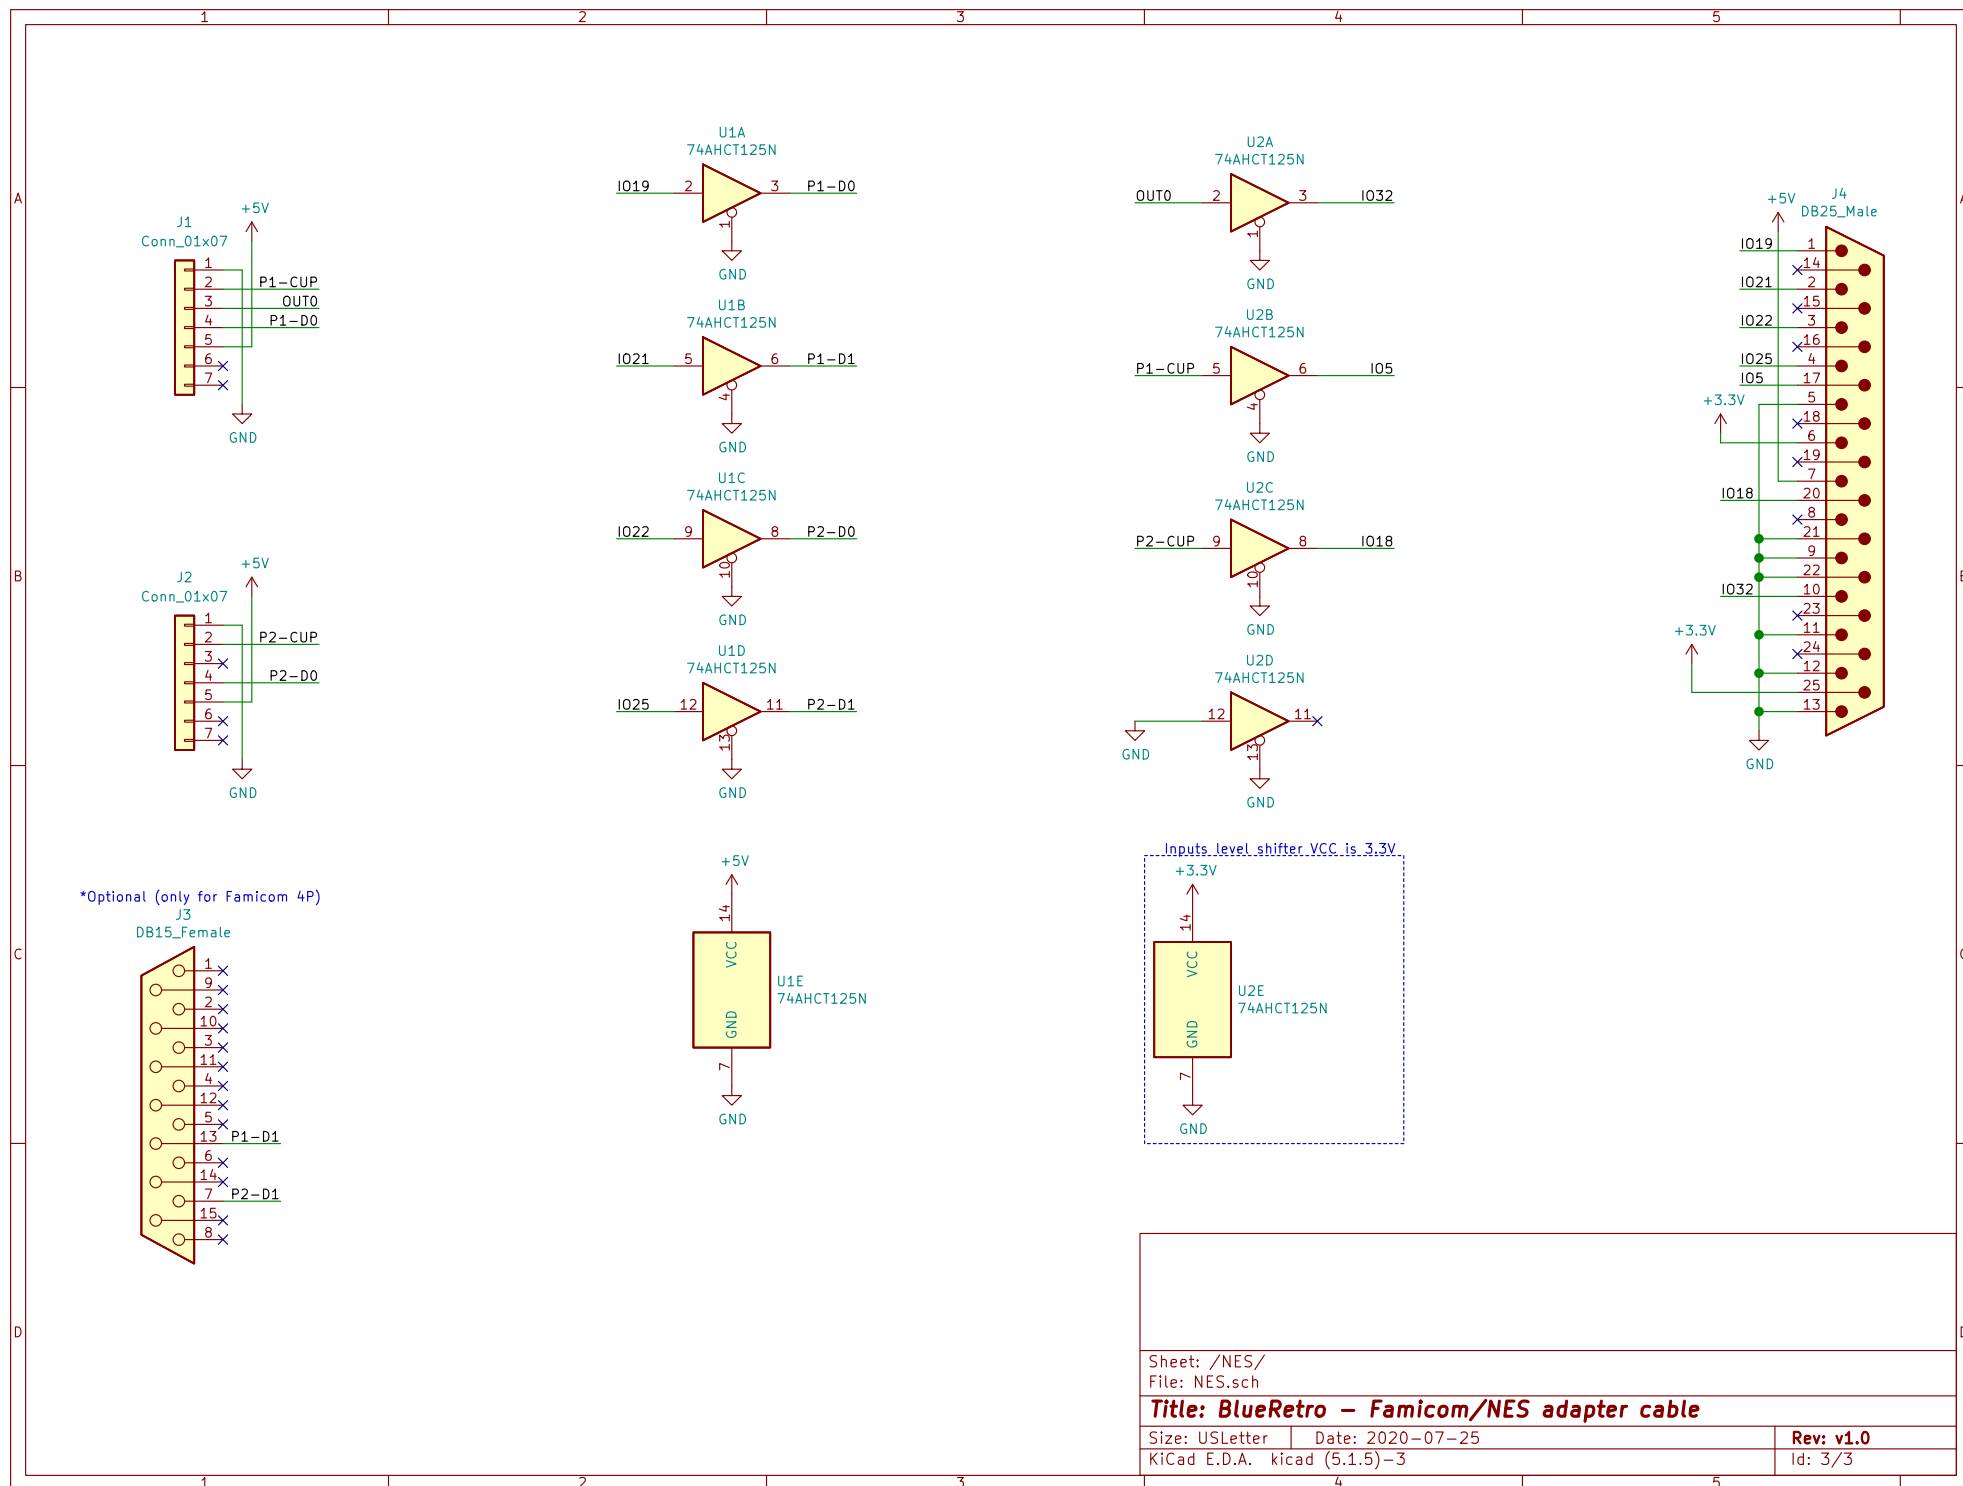 1 2 3 4 5
A
B
C
D
J1
Conn_01x07
+5V
1
2 P1-CUP
3 OUT0
4 P1-D0
5
6
7
GND
J2
Conn_01x07
+5V
1
2 P2-CUP
3
4 P2-D0
5
6
7
GND
*Optional (only for Famicom 4P)
J3
DB15_Female
1
9
2
10
3
11
4
12
5
13 P1-D1
6
14
7 P2-D1
15
8
U1A
74AHCT125N
IO19 2 3 P1-D0
1
GND
U1B
74AHCT125N
IO21 5 6 P1-D1
4
GND
U1C
74AHCT125N
IO22 9 8 P2-D0
10
GND
U1D
74AHCT125N
IO25 12 11 P2-D1
13
GND
+5V
14
VCC
U1E
74AHCT125N
GND
7
GND
U2A
74AHCT125N
OUT0 2 3 IO32
1
GND
U2B
74AHCT125N
P1-CUP 5 6 IO5
4
GND
U2C
74AHCT125N
P2-CUP 9 8 IO18
10
GND
U2D
74AHCT125N
12 11
GND
13
GND
Inputs level shifter VCC is 3.3V
+3.3V
14
VCC
U2E
74AHCT125N
GND
7
GND
J4
+5V DB25_Male
IO19 1
14
IO21 2
15
IO22 3
16
IO25 4
IO5 17
+3.3V 5
18
6
19
7
IO18 20
8
21
9
22
IO32 10
23
+3.3V 11
24
12
25
13
GND
Sheet: /NES/
File: NES.sch
Title: BlueRetro – Famicom/NES adapter cable
Size: USLetter Date: 2020-07-25 Rev: v1.0
KiCad E.D.A. kicad (5.1.5)-3 Id: 3/3
1 2 3 4 5